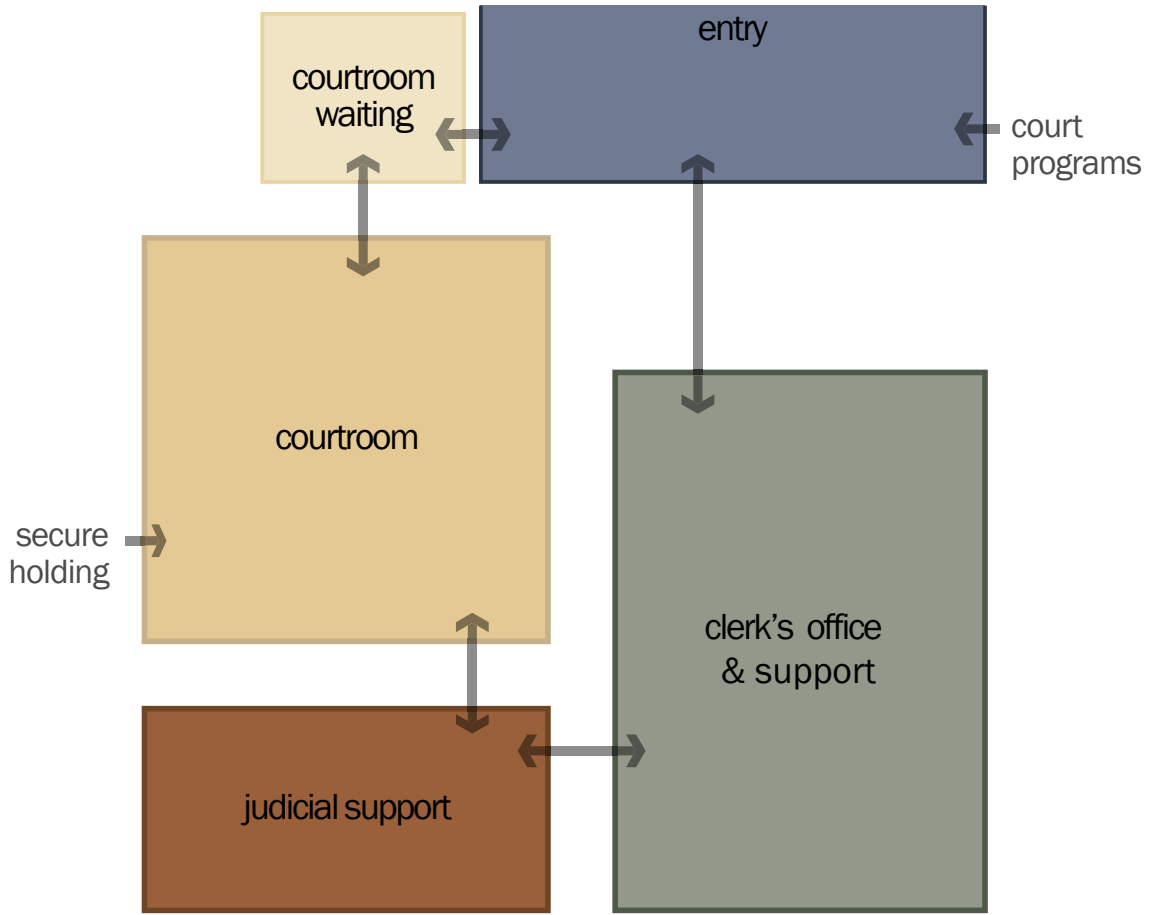 entry
courtroom
waiting
court
programs
courtroom
secure
holding
clerk’s office
& support
judicial support